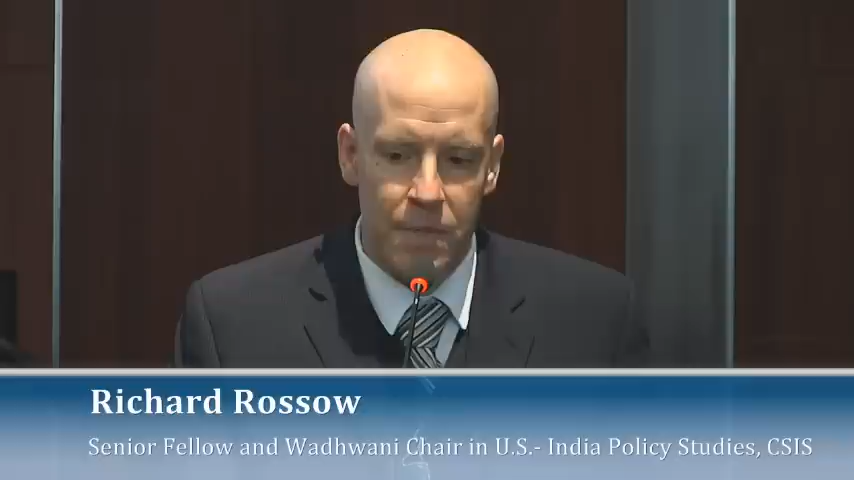 Richard Rossow
Senior Fellow and Wadhwani Chair in U.S.- India Policy Studies, CSIS